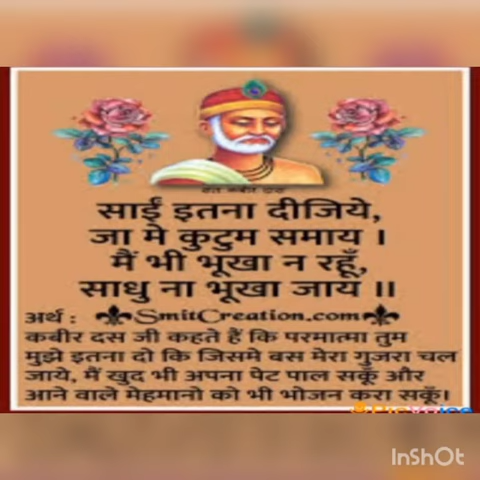 संत कबीर दास
साईं इतना दीजिये,
जा मे कुटुम समाय ।
मैं भी भूखा न रहूँ,
साधु ना भूखा जाय ।।
अर्थ : SmitCreation.com
कबीर दस जी कहते हैं कि परमात्मा तुम
मुझे इतना दो कि जिसमे बस मेरा गुजरा चल
जाये, मैं खुद भी अपना पेट पाल सकूँ और
आने वाले मेहमानो को भी भोजन करा सकूँ।
InShOt